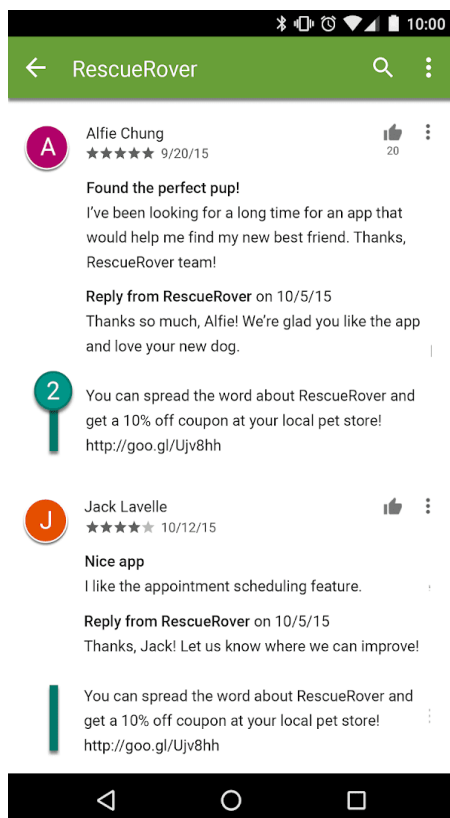 10:00
RescueRover
A
Alfie Chung
★★★★★ 9/20/15
20
Found the perfect pup!
I've been looking for a long time for an app that
would help me find my new best friend. Thanks,
RescueRover team!
Reply from RescueRover on 10/5/15
Thanks so much, Alfie! We're glad you like the app
and love your new dog.
2
You can spread the word about RescueRover and
get a 10% off coupon at your local pet store!
http://goo.gl/Ujv8hh
J
Jack Lavelle
★★★★★ 10/12/15
Nice app
I like the appointment scheduling feature.
Reply from RescueRover on 10/5/15
Thanks, Jack! Let us know where we can improve!
You can spread the word about RescueRover and
get a 10% off coupon at your local pet store!
http://goo.gl/Ujv8hh